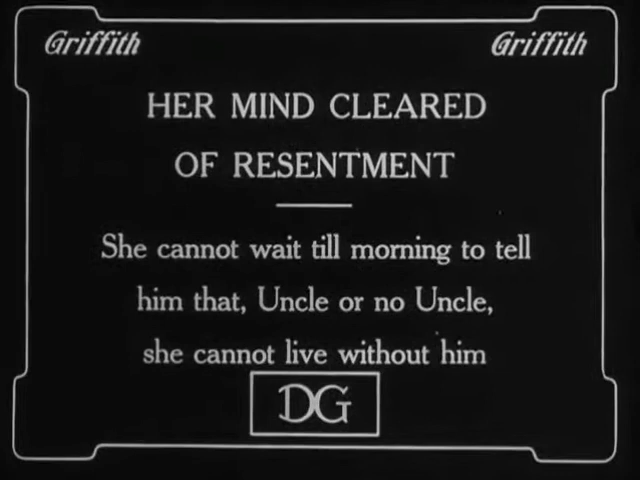 Griffith Griffith
HER MIND CLEARED
OF RESENTMENT
She cannot wait till morning to tell
him that, Uncle or no Uncle,
she cannot live without him
DG